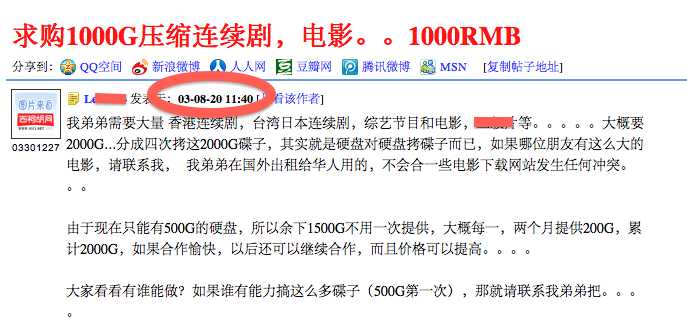 求购1000G压缩连续剧，电影。。1000RMB
分享到： QQ空间 新浪微博 人人网 豆瓣网 腾讯微博 MSN [复制帖子地址]
图片来自
西祠胡同
03301227
Le 发表于： 03-08-20 11:40 [看该作者]
我弟弟需要大量 香港连续剧，台湾日本连续剧，综艺节目和电影，等。。。。。大概要
2000G...分成四次拷这2000G碟子，其实就是硬盘对硬盘拷碟子而已，如果哪位朋友有这么大的
电影，请联系我， 我弟弟在国外出租给华人用的，不会合一些电影下载网站发生任何冲突。
。。
由于现在只能有500G的硬盘，所以余下1500G不用一次提供，大概每一，两个月提供200G，累
计2000G，如果合作愉快，以后还可以继续合作，而且价格可以提高。。。。
大家看看有谁能做？如果谁有能力搞这么多碟子（500G第一次），那就请联系我弟弟把。。。
。